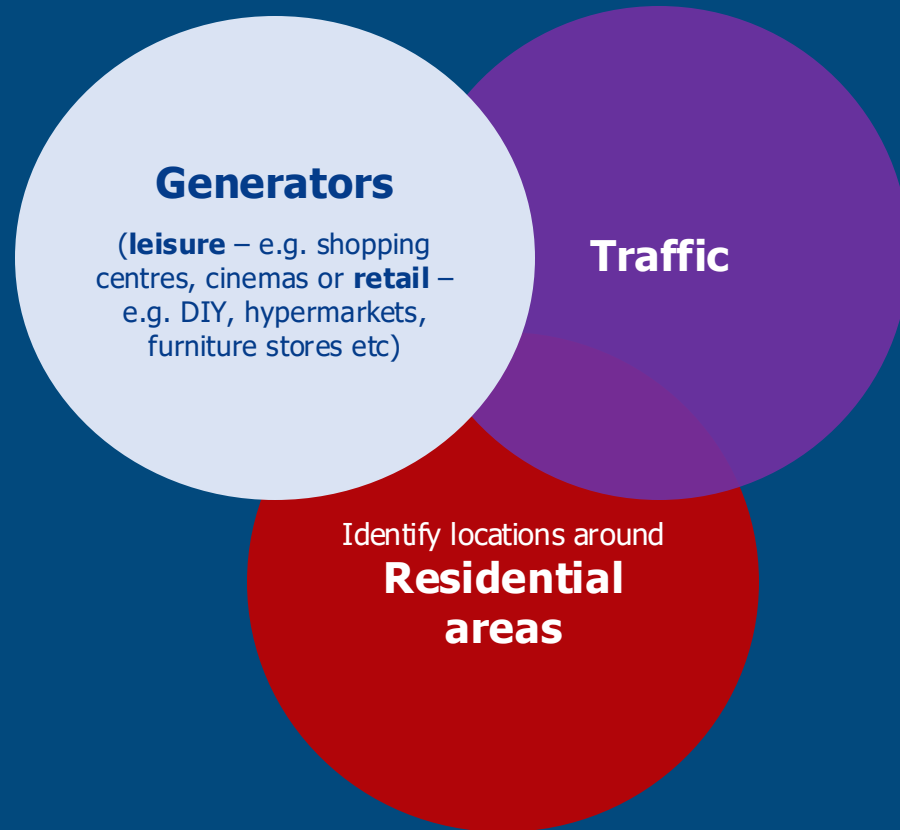 Generators
(leisure – e.g. shopping
centres, cinemas or retail –
e.g. DIY, hypermarkets,
furniture stores etc)
Traffic
Identify locations around
Residential
areas